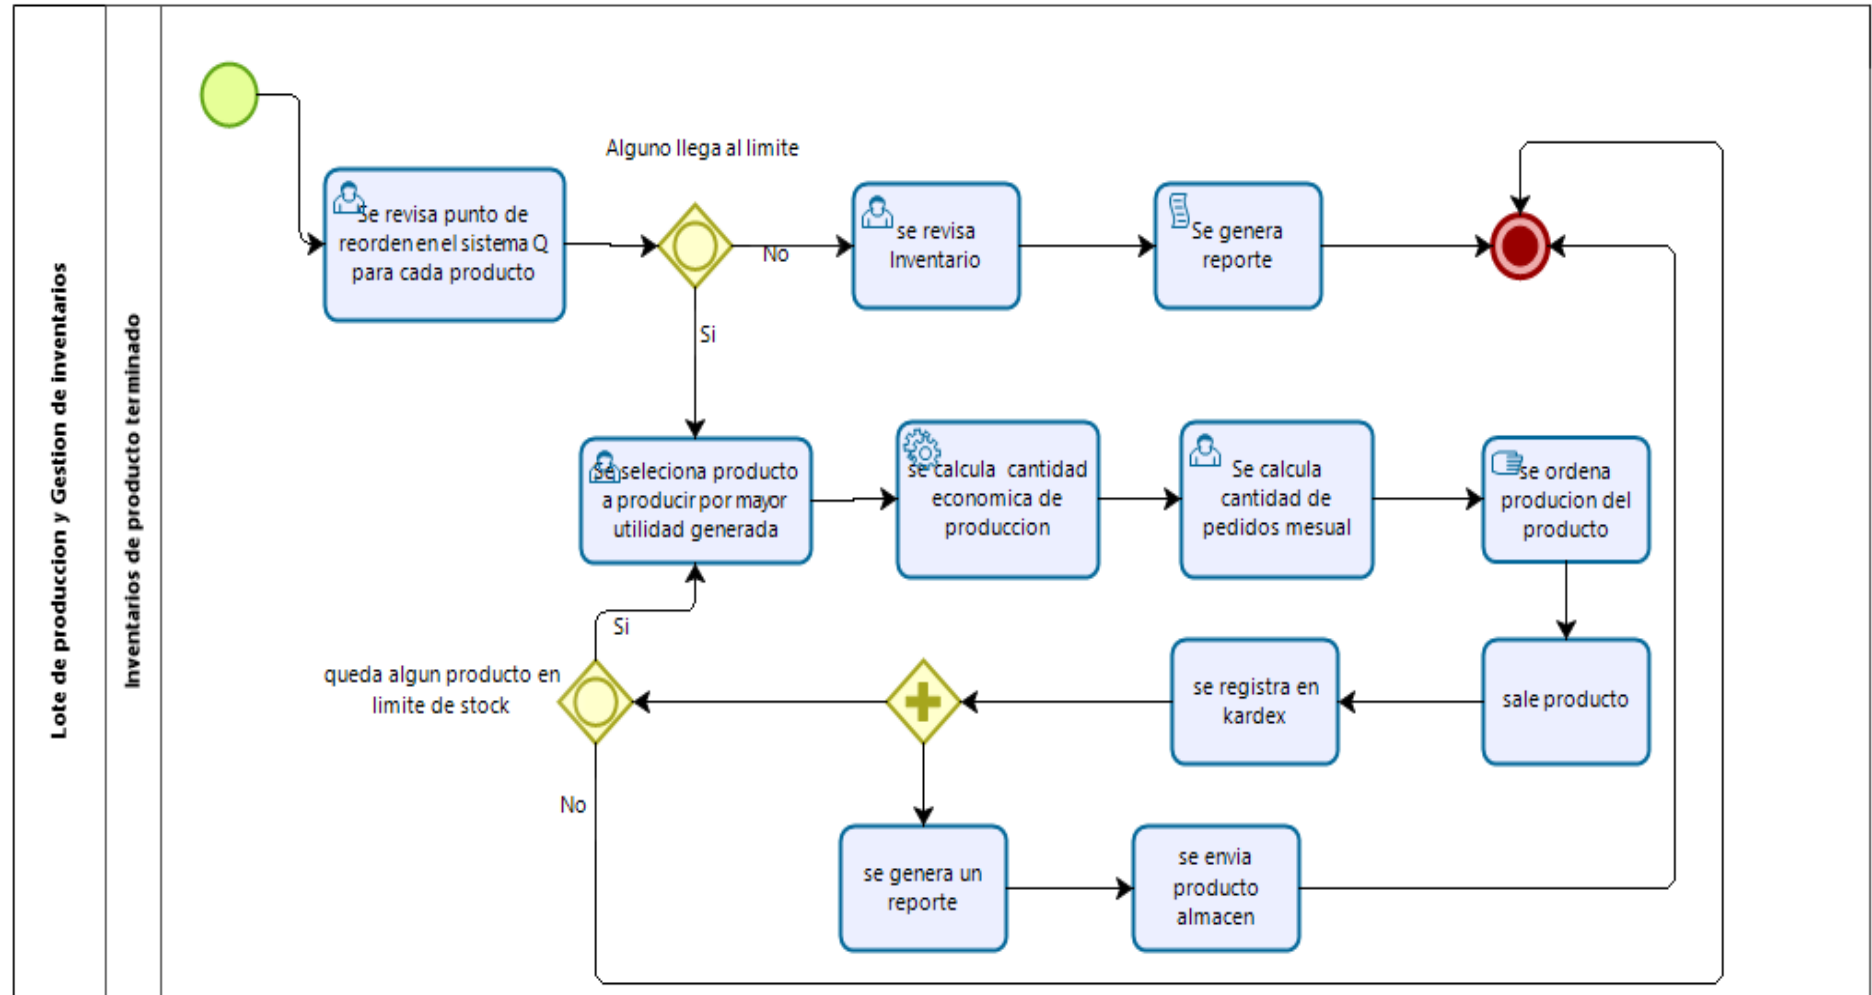 Lote de produccion y Gestion de inventarios
Inventarios de producto terminado
Se revisa punto de
reorden en el sistema Q
para cada producto
Alguno llega al limite
No
se revisa
Inventario
Se genera
reporte
Si
Se seleciona producto
a producir por mayor
utilidad generada
se calcula cantidad
economica de
produccion
Se calcula
cantidad de
pedidos mesual
se ordena
producion del
producto
Si
queda algun producto en
limite de stock
se registra en
kardex
sale producto
No
se genera un
reporte
se envia
producto
almacen